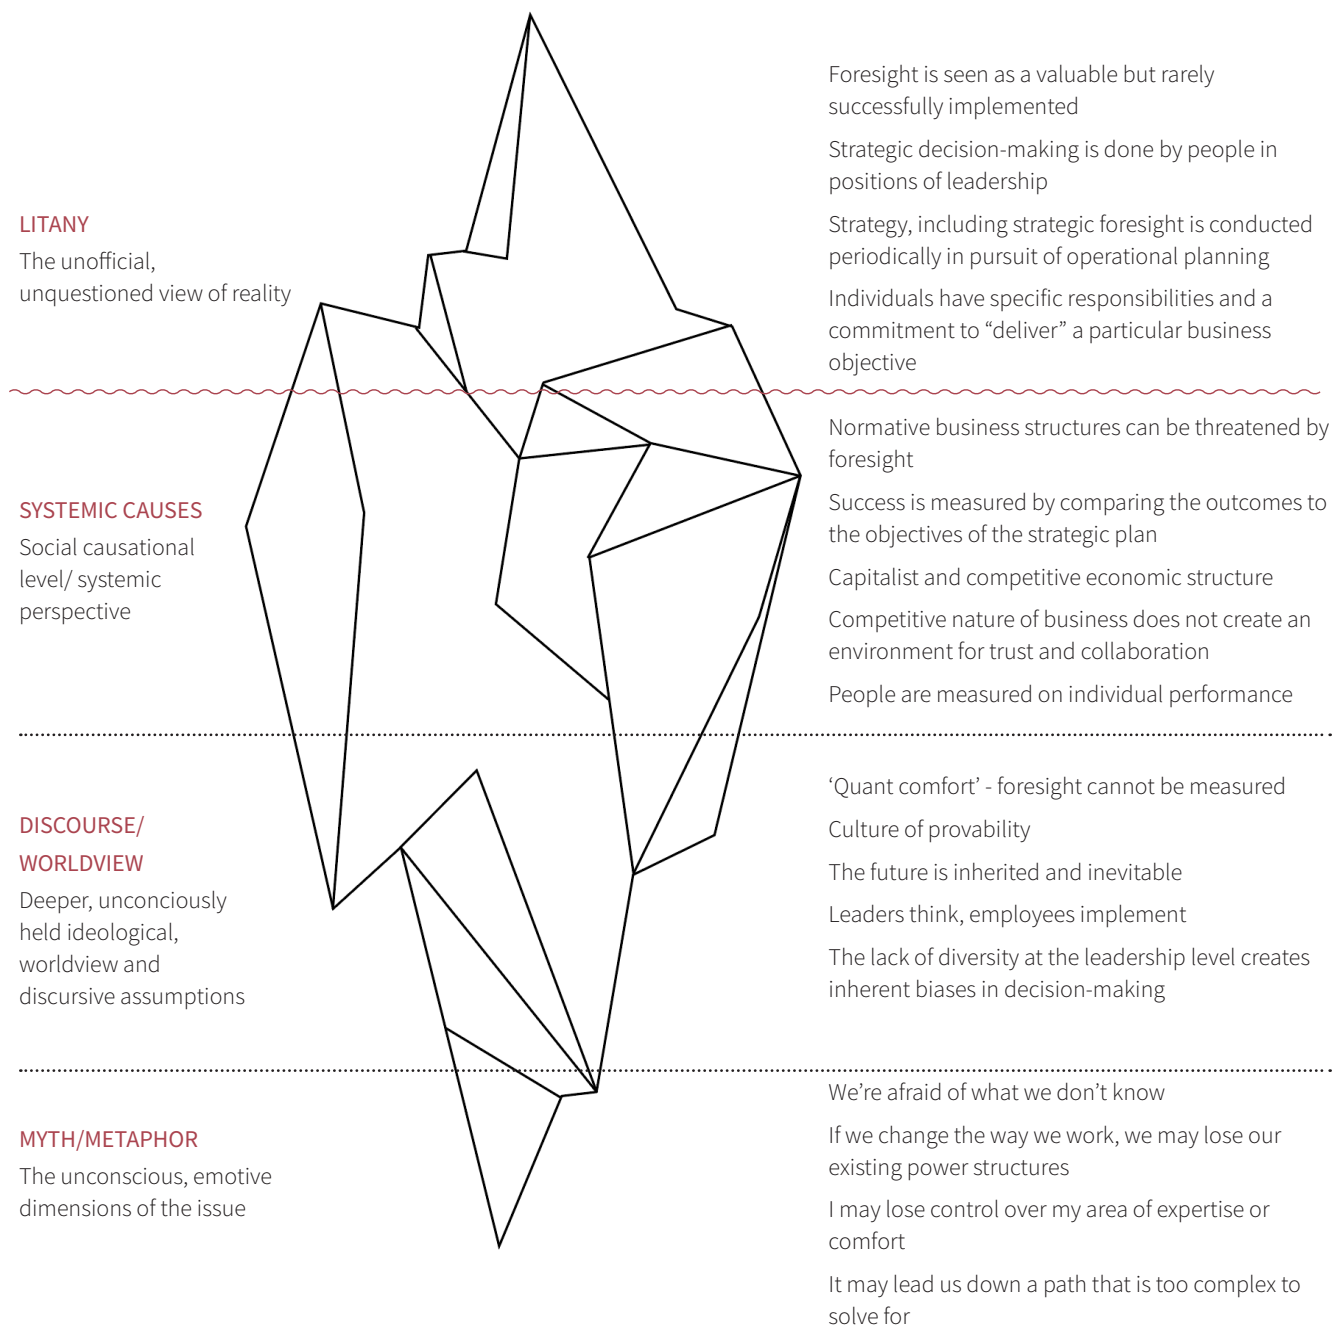 Foresight is seen as a valuable but rarely
successfully implemented
Strategic decision-making is done by people in
positions of leadership
LITANY
The unofficial,
unquestioned view of reality
Strategy, including strategic foresight is conducted
periodically in pursuit of operational planning
Individuals have specific responsibilities and a
commitment to “deliver” a particular business
objective
Normative business structures can be threatened by
foresight
SYSTEMIC CAUSES
Social causational
level/ systemic
perspective
Success is measured by comparing the outcomes to
the objectives of the strategic plan
Capitalist and competitive economic structure
Competitive nature of business does not create an
environment for trust and collaboration
People are measured on individual performance
DISCOURSE/
WORLDVIEW
Deeper, unconciously
held ideological,
worldview and
discursive assumptions
‘Quant comfort’ - foresight cannot be measured
Culture of provability
The future is inherited and inevitable
Leaders think, employees implement
The lack of diversity at the leadership level creates
inherent biases in decision-making
MYTH/METAPHOR
The unconscious, emotive
dimensions of the issue
We’re afraid of what we don’t know
If we change the way we work, we may lose our
existing power structures
I may lose control over my area of expertise or
comfort
It may lead us down a path that is too complex to
solve for